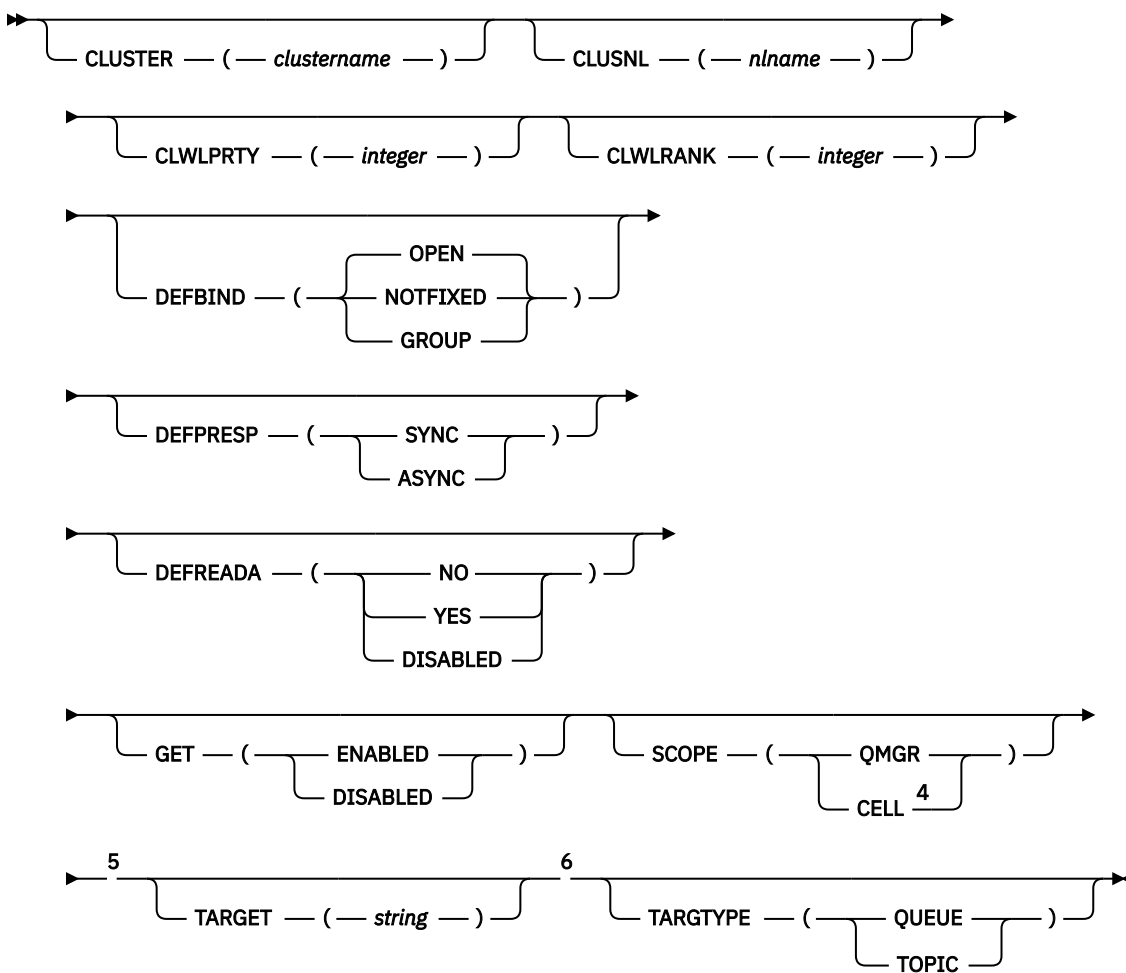 CLUSTER ( clustername ) CLUSNL ( nlname )
CLWLPRTY ( integer ) CLWLRANK ( integer )
OPEN
DEFBIND ( NOTFIXED )
GROUP
DEFPRESP ( SYNC )
ASYNC
DEFREADA ( NO )
YES
DISABLED
GET ( ENABLED ) SCOPE ( QMGR )
DISABLED CELL 4
5 6
TARGET ( string ) TARGTYPE ( QUEUE )
TOPIC